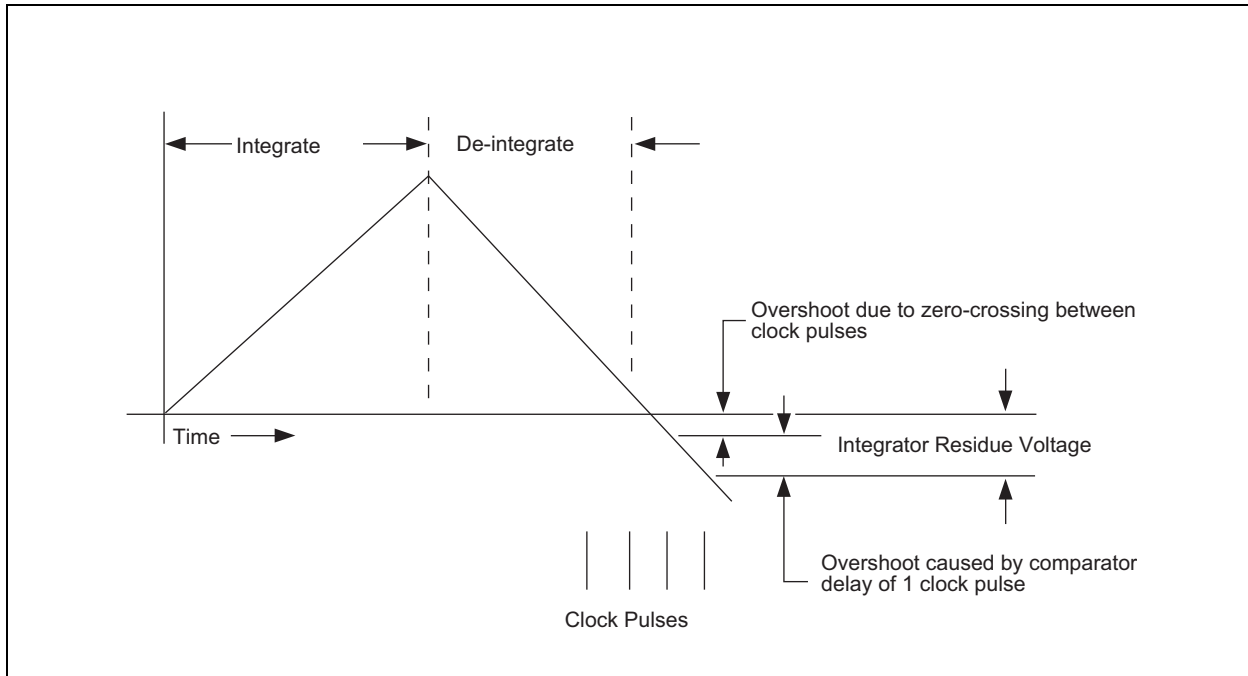 Integrate
De-integrate
Overshoot due to zero-crossing between
clock pulses
Time
Integrator Residue Voltage
Overshoot caused by comparator
delay of 1 clock pulse
Clock Pulses